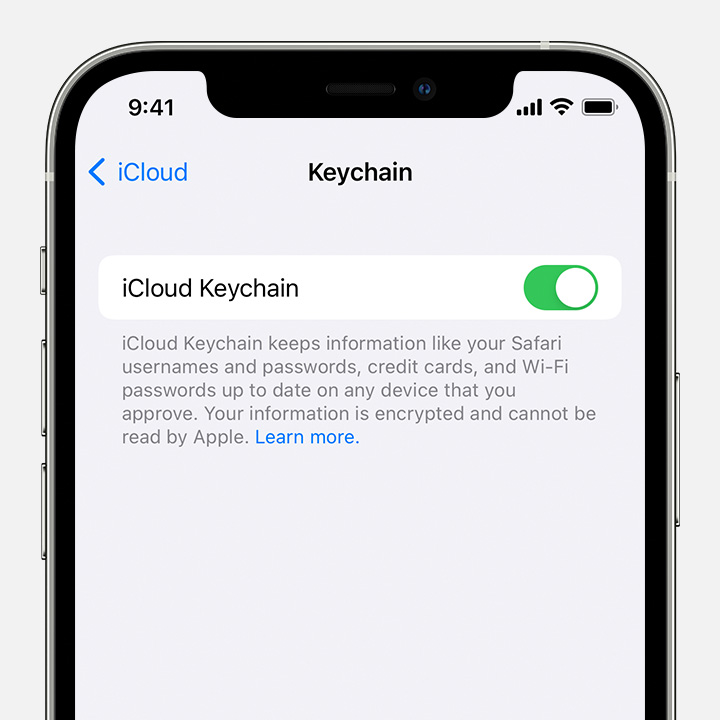 9:41
iCloud
Keychain
iCloud Keychain
iCloud Keychain keeps information like your Safari
usernames and passwords, credit cards, and Wi-Fi
passwords up to date on any device that you
approve. Your information is encrypted and cannot be
read by Apple. Learn more.